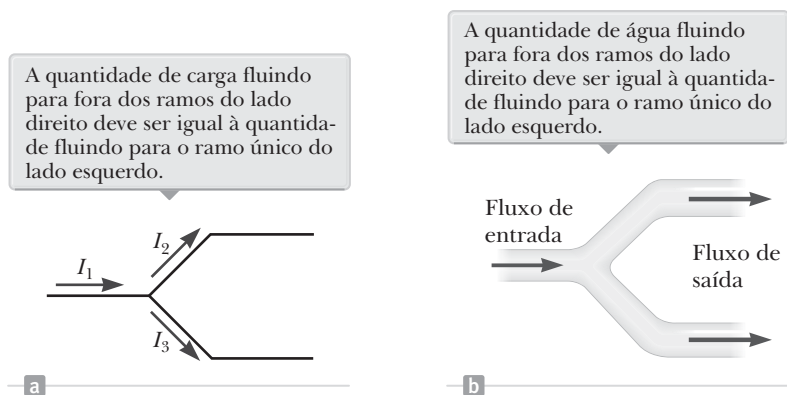 A quantidade de carga fluindo
para fora dos ramos do lado
direito deve ser igual à quantida-
de fluindo para o ramo único do
lado esquerdo.
I1
I2
I3
a
A quantidade de água fluindo
para fora dos ramos do lado
direito deve ser igual à quantida-
de fluindo para o ramo único do
lado esquerdo.
Fluxo de
entrada
Fluxo de
saída
b